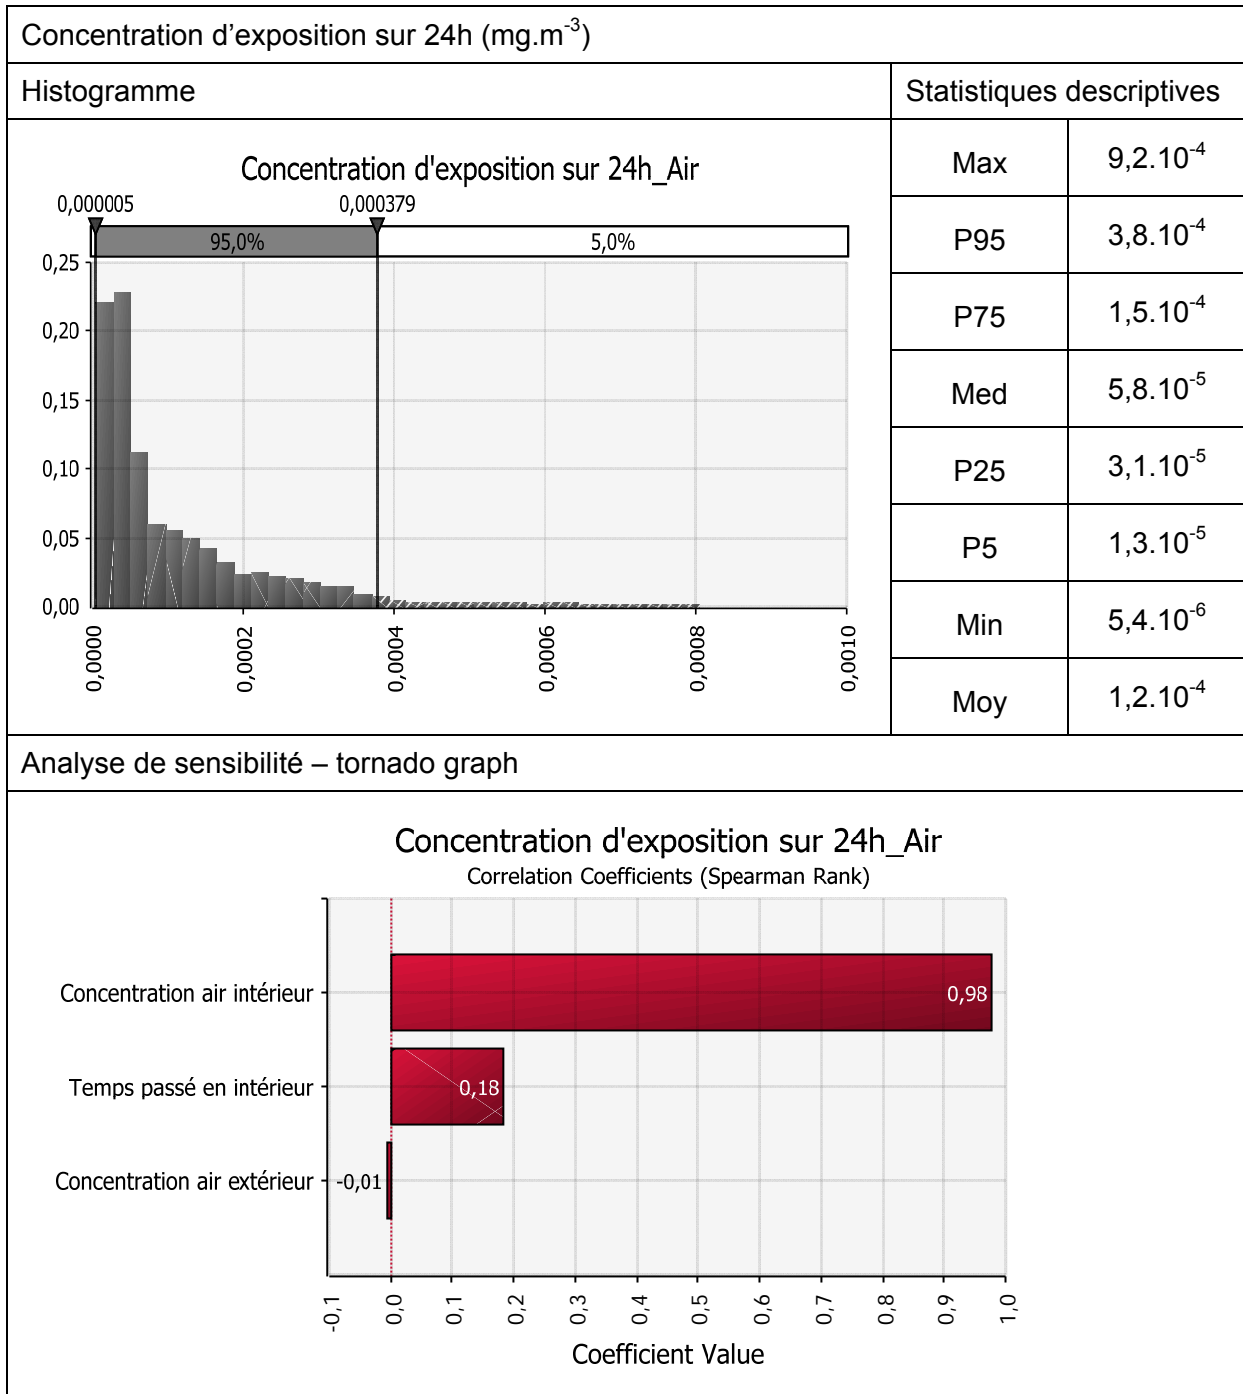 Concentration d’exposition sur 24h (mg.m-3)
Histogramme
Statistiques descriptives
Concentration d'exposition sur 24h_Air
0,000005
0,000379
95,0%
5,0%
0,25
0,20
0,15
0,10
0,05
0,00
0,0000
0,0002
0,0004
0,0006
0,0008
0,0010
Max 9,2.10-4
P95 3,8.10-4
P75 1,5.10-4
Med 5,8.10-5
P25 3,1.10-5
P5 1,3.10-5
Min 5,4.10-6
Moy 1,2.10-4
Analyse de sensibilité – tornado graph
Concentration d'exposition sur 24h_Air
Correlation Coefficients (Spearman Rank)
Concentration air intérieur
0,98
Temps passé en intérieur
0,18
Concentration air extérieur
-0,01
-0,1
0,0
0,1
0,2
0,3
0,4
0,5
0,6
0,7
0,8
0,9
1,0
Coefficient Value